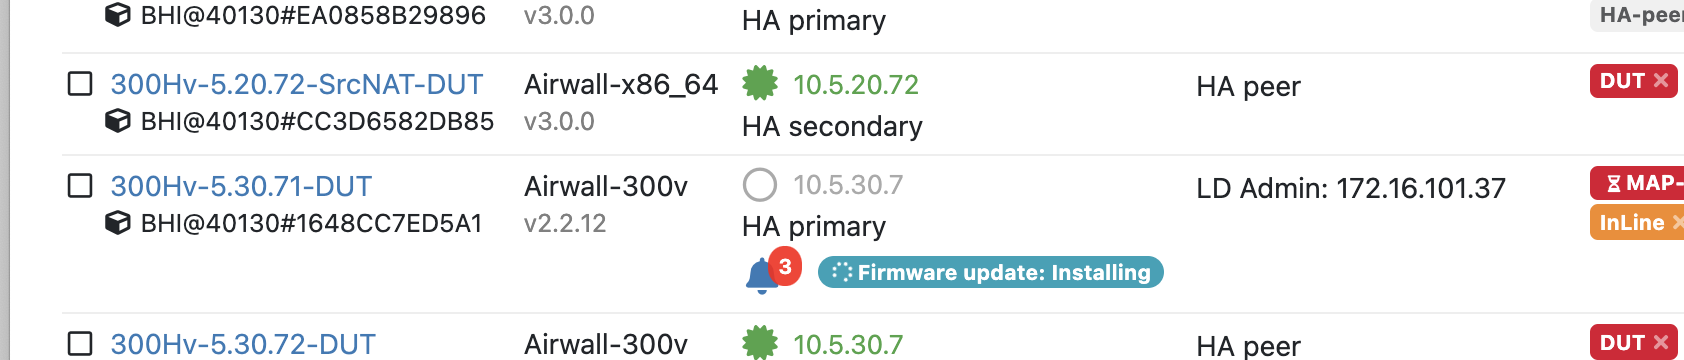 BHI@40130#EA0858B29896 v3.0.0 HA primary HA-peer
300Hv-5.20.72-SrcNAT-DUT Airwall-x86_64 10.5.20.72 HA peer DUT ×
BHI@40130#CC3D6582DB85 v3.0.0 HA secondary
300Hv-5.30.71-DUT Airwall-300v 10.5.30.7 LD Admin: 172.16.101.37 MAP-
BHI@40130#1648CC7ED5A1 v2.2.12 HA primary InLine ×
3 Firmware update: Installing
300Hv-5.30.72-DUT Airwall-300v 10.5.30.7 HA peer DUT ×